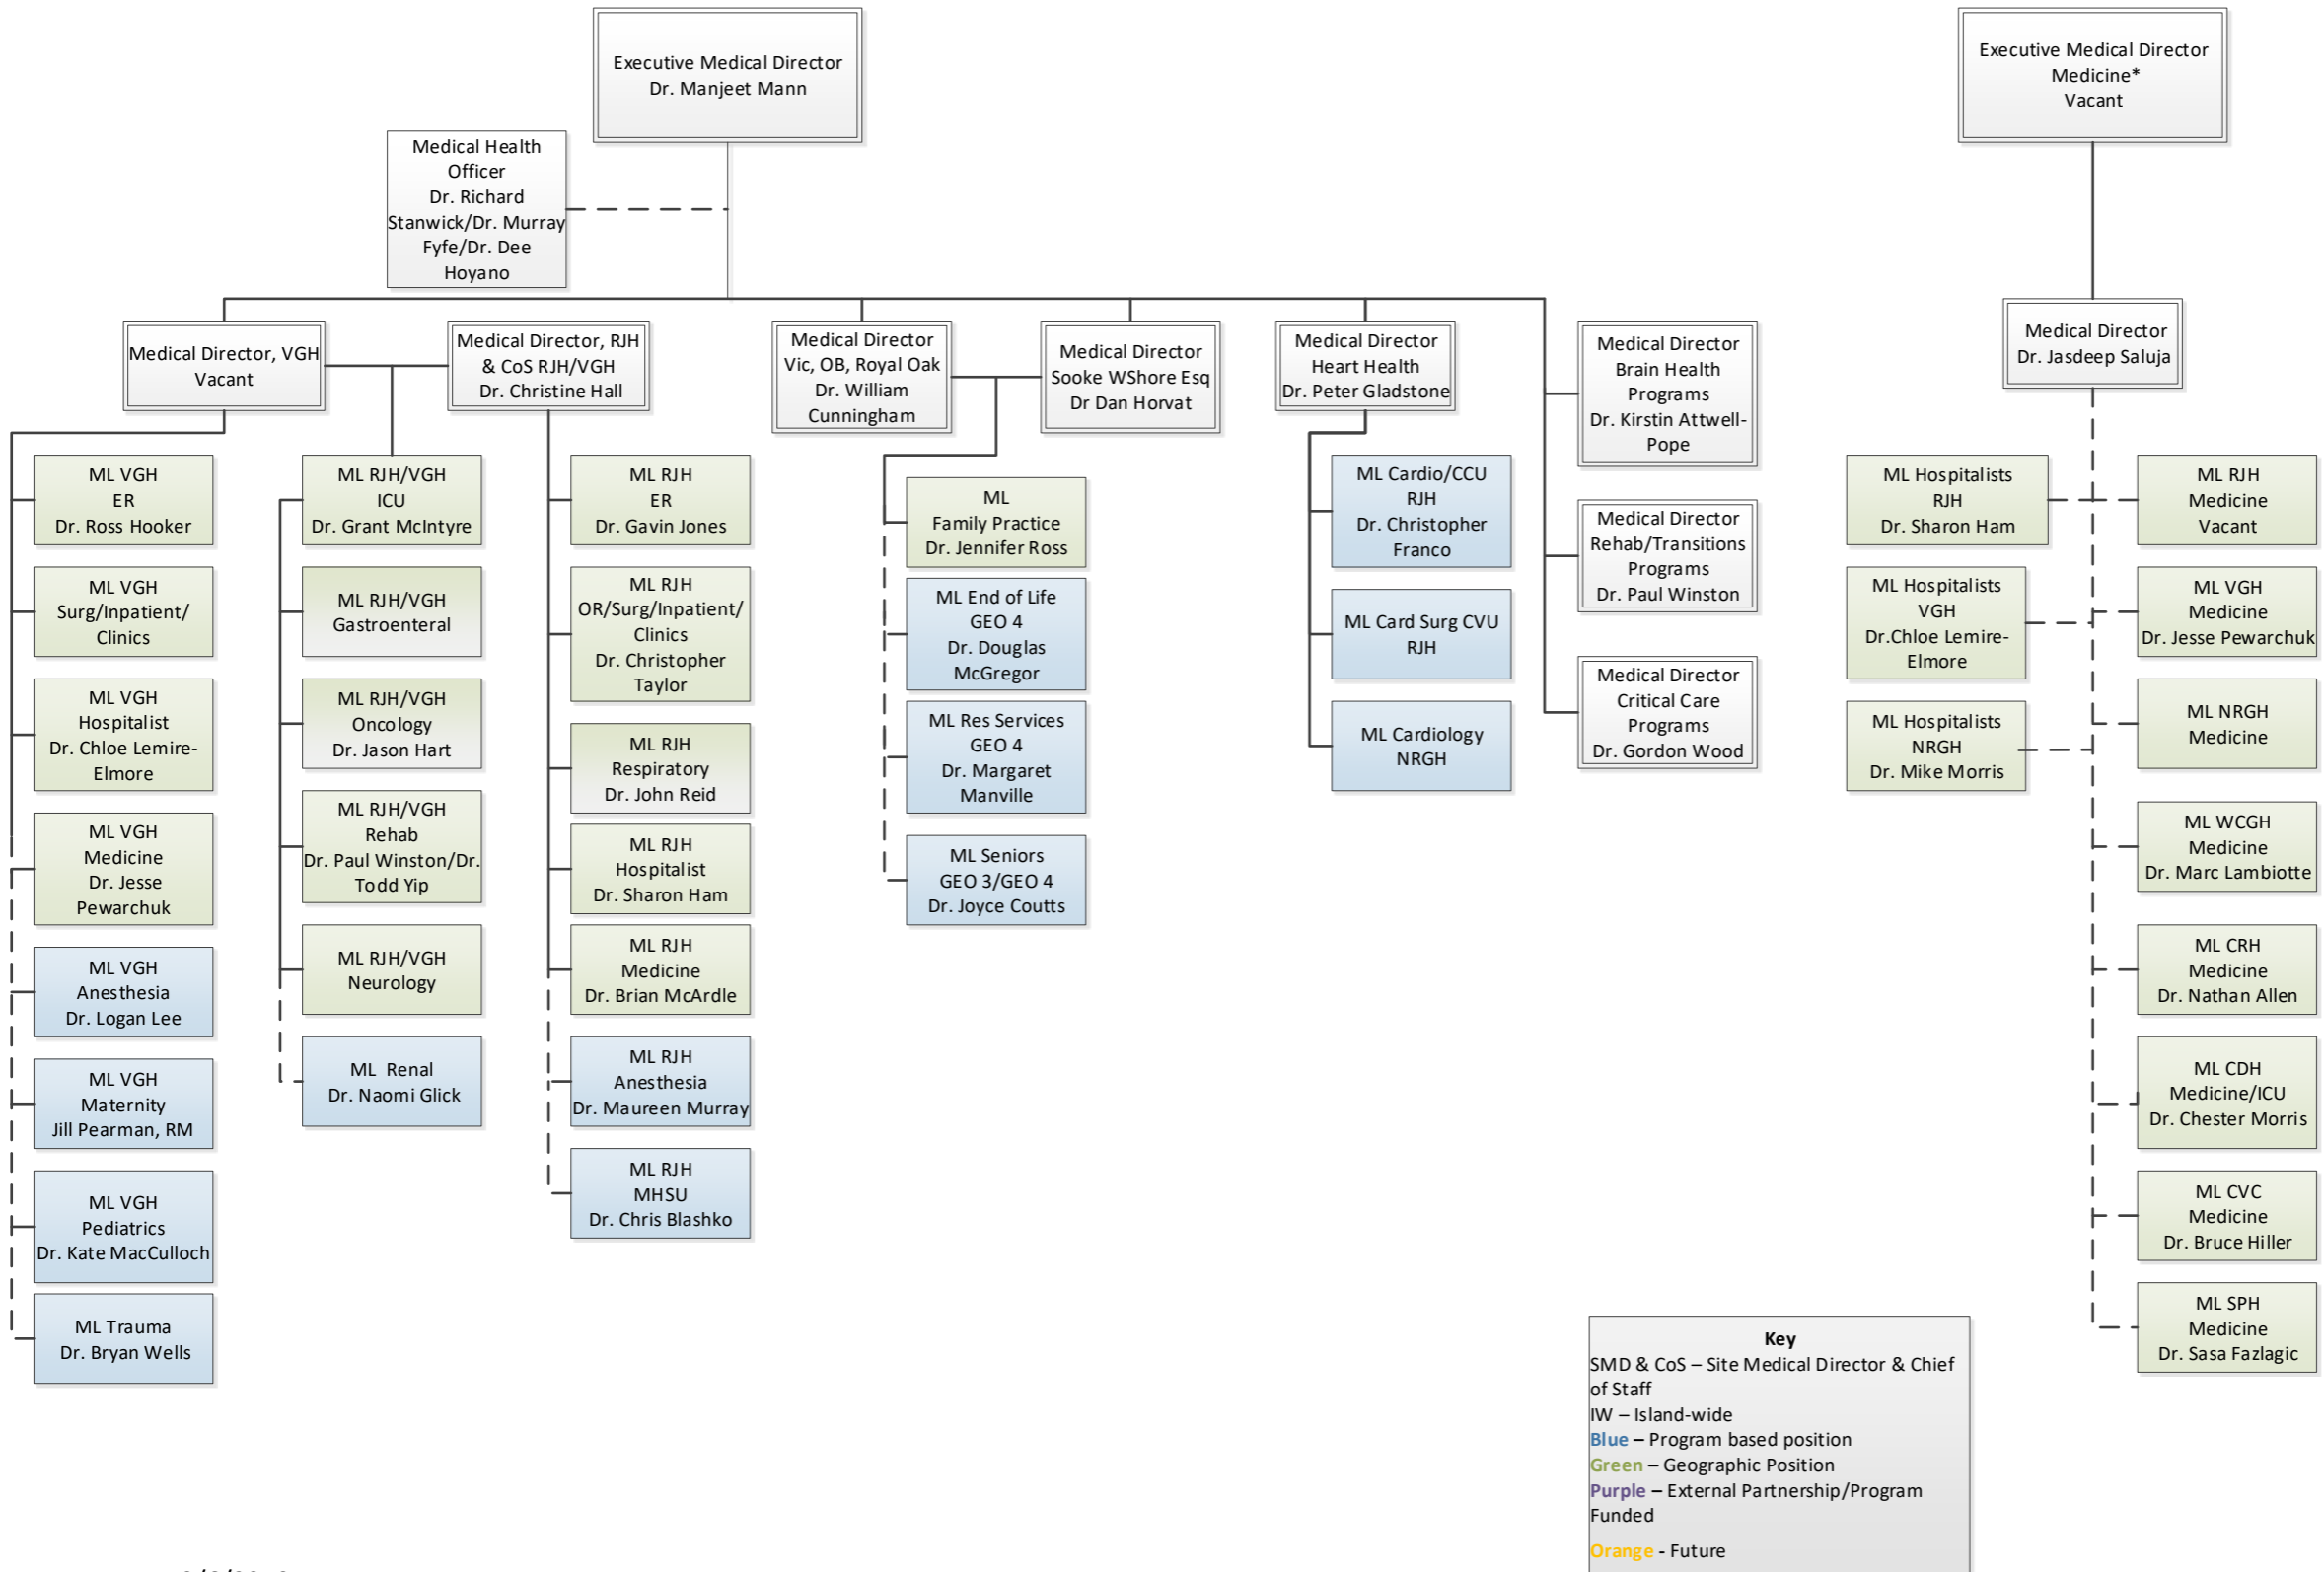 Executive Medical Director
Dr. Manjeet Mann
Executive Medical Director
Medicine*
Vacant
Medical Health
Officer
Dr. Richard
Stanwick/Dr. Murray
Fyfe/Dr. Dee
Hoyano
Medical Director, VGH
Vacant
Medical Director, RJH
& CoS RJH/VGH
Dr. Christine Hall
Medical Director
Vic, OB, Royal Oak
Dr. William
Cunningham
Medical Director
Sooke WShore Esq
Dr Dan Horvat
Medical Director
Heart Health
Dr. Peter Gladstone
Medical Director
Brain Health
Programs
Dr. Kirstin Attwell-
Pope
Medical Director
Rehab/Transitions
Programs
Dr. Paul Winston
Medical Director
Critical Care
Programs
Dr. Gordon Wood
Medical Director
Dr. Jasdeep Saluja
ML VGH
ER
Dr. Ross Hooker
ML VGH
Surg/Inpatient/
Clinics
ML VGH
Hospitalist
Dr. Chloe Lemire-
Elmore
ML VGH
Medicine
Dr. Jesse
Pewarchuk
ML VGH
Anesthesia
Dr. Logan Lee
ML VGH
Maternity
Jill Pearman, RM
ML VGH
Pediatrics
Dr. Kate MacCulloch
ML Trauma
Dr. Bryan Wells
ML RJH/VGH
ICU
Dr. Grant McIntyre
ML RJH/VGH
Gastroenteral
ML RJH/VGH
Oncology
Dr. Jason Hart
ML RJH/VGH
Rehab
Dr. Paul Winston/Dr.
Todd Yip
ML RJH/VGH
Neurology
ML Renal
Dr. Naomi Glick
ML RJH
ER
Dr. Gavin Jones
ML RJH
OR/Surg/Inpatient/
Clinics
Dr. Christopher
Taylor
ML RJH
Respiratory
Dr. John Reid
ML RJH
Hospitalist
Dr. Sharon Ham
ML RJH
Medicine
Dr. Brian McArdle
ML RJH
Anesthesia
Dr. Maureen Murray
ML RJH
MHSU
Dr. Chris Blashko
ML
Family Practice
Dr. Jennifer Ross
ML End of Life
GEO 4
Dr. Douglas
McGregor
ML Res Services
GEO 4
Dr. Margaret
Manville
ML Seniors
GEO 3/GEO 4
Dr. Joyce Coutts
ML Cardio/CCU
RJH
Dr. Christopher
Franco
ML Card Surg CVU
RJH
ML Cardiology
NRGH
ML Hospitalists
RJH
Dr. Sharon Ham
ML Hospitalists
VGH
Dr.Chloe Lemire-
Elmore
ML Hospitalists
NRGH
Dr. Mike Morris
ML RJH
Medicine
Vacant
ML VGH
Medicine
Dr. Jesse Pewarchuk
ML NRGH
Medicine
ML WCGH
Medicine
Dr. Marc Lambiotte
ML CRH
Medicine
Dr. Nathan Allen
ML CDH
Medicine/ICU
Dr. Chester Morris
ML CVC
Medicine
Dr. Bruce Hiller
ML SPH
Medicine
Dr. Sasa Fazlagic
Key
SMD & CoS – Site Medical Director & Chief
of Staff
IW – Island-wide
Blue – Program based position
Green – Geographic Position
Purple – External Partnership/Program
Funded
Orange - Future